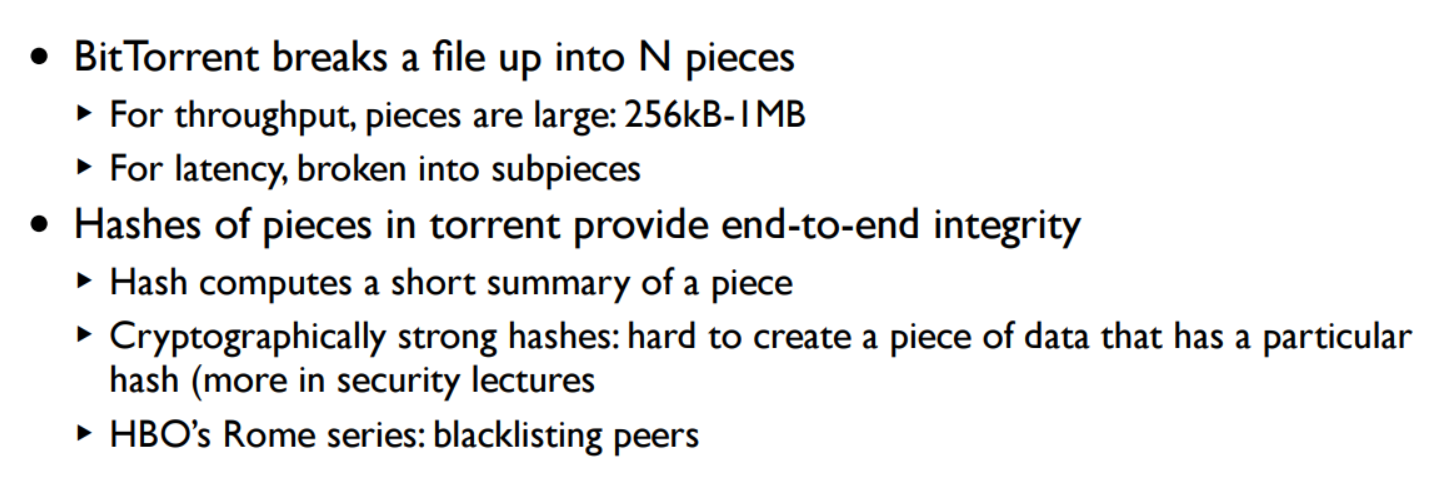 • BitTorrent breaks a file up into N pieces
▸ For throughput, pieces are large: 256kB-1MB
▸ For latency, broken into subpieces
• Hashes of pieces in torrent provide end-to-end integrity
▸ Hash computes a short summary of a piece
▸ Cryptographically strong hashes: hard to create a piece of data that has a particular
hash (more in security lectures
▸ HBO’s Rome series: blacklisting peers